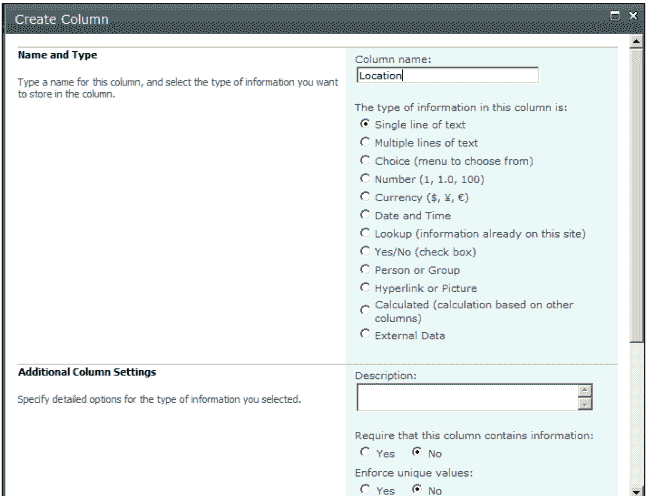 Create Column
Name and Type
Type a name for this column, and select the type of information you want
to store in the column.
Column name:
Location
The type of information in this column is:
Single line of text
Multiple lines of text
Choice (menu to choose from)
Number (1, 1.0, 100)
Currency ($, ¥, €)
Date and Time
Lookup (information already on this site)
Yes/No (check box)
Person or Group
Hyperlink or Picture
Calculated (calculation based on other
columns)
External Data
Additional Column Settings
Specify detailed options for the type of information you selected.
Description:
Require that this column contains information:
Yes No
Enforce unique values:
Yes No